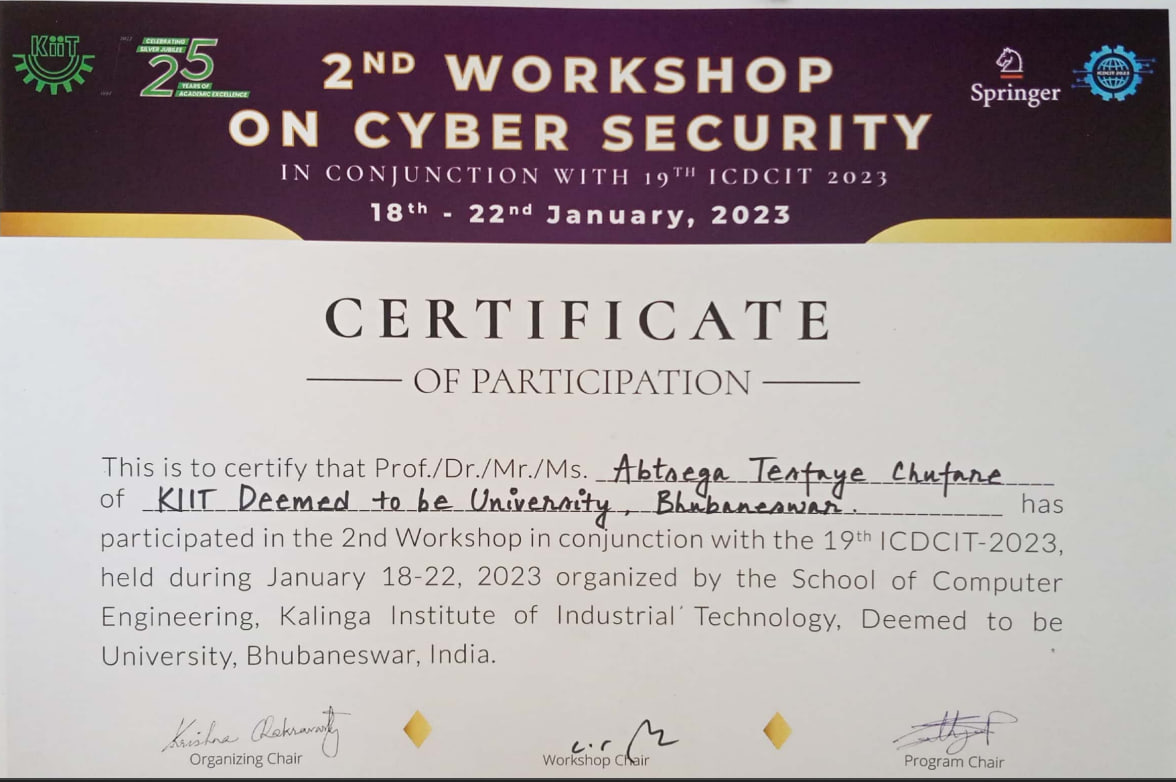 KiiT
1997
CELEBRATING
SILVER JUBILEE
25
YEARS OF
ACADEMIC EXCELLENCE
2ND WORKSHOP
ON CYBER SECURITY
IN CONJUNCTION WITH 19TH ICDCIT 2023
18th - 22nd January, 2023
Springer
ICDCIT 2023
CERTIFICATE
OF PARTICIPATION
This is to certify that Prof./Dr./Mr./Ms. Abtsega Tesfaye Chufare
of KIIT Deemed to be University, Bhubaneswar. has
participated in the 2nd Workshop in conjunction with the 19th ICDCIT-2023,
held during January 18-22, 2023 organized by the School of Computer
Engineering, Kalinga Institute of Industrial Technology, Deemed to be
University, Bhubaneswar, India.
Krishna Chakravarty
Organizing Chair
Workshop Chair
Program Chair